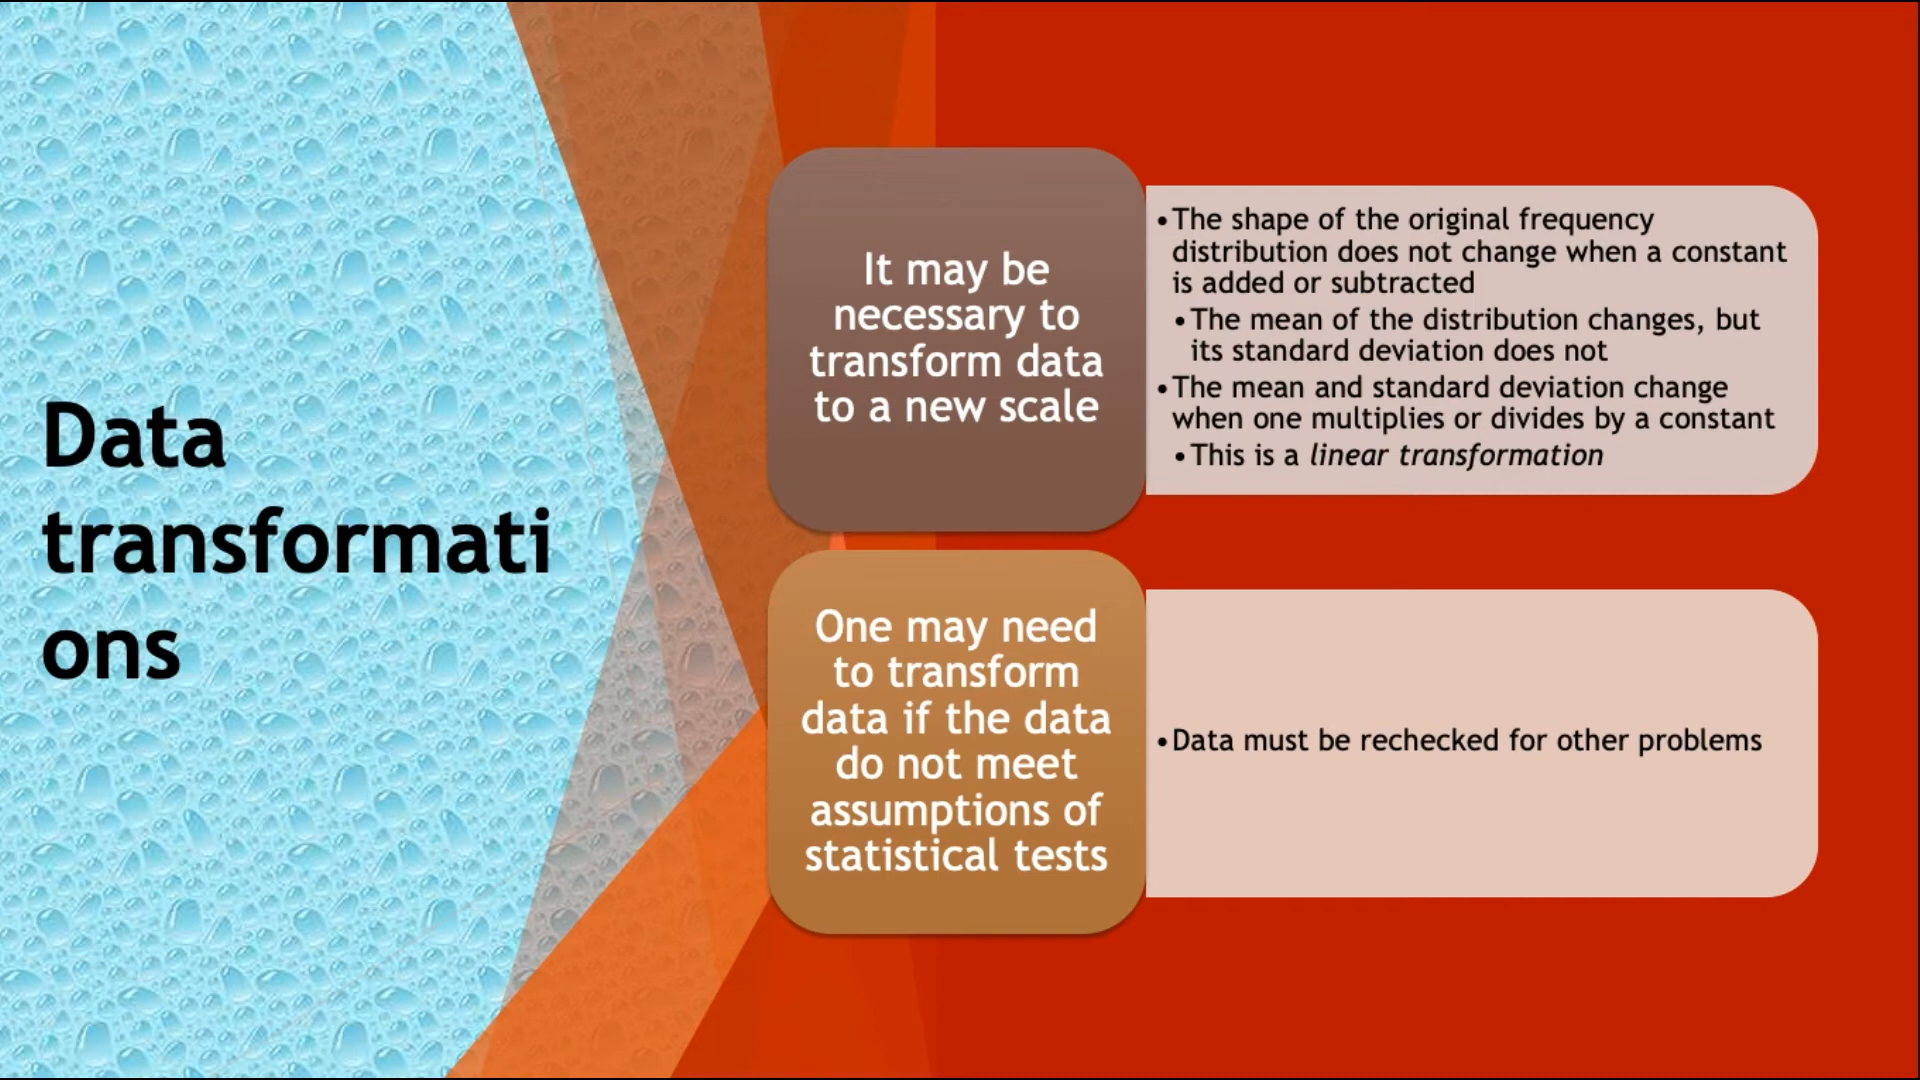 Data
transformati
ons
It may be
necessary to
transform data
to a new scale
•The shape of the original frequency
distribution does not change when a constant
is added or subtracted
•The mean of the distribution changes, but
its standard deviation does not
•The mean and standard deviation change
when one multiplies or divides by a constant
•This is a linear transformation
One may need
to transform
data if the data
do not meet
assumptions of
statistical tests
•Data must be rechecked for other problems